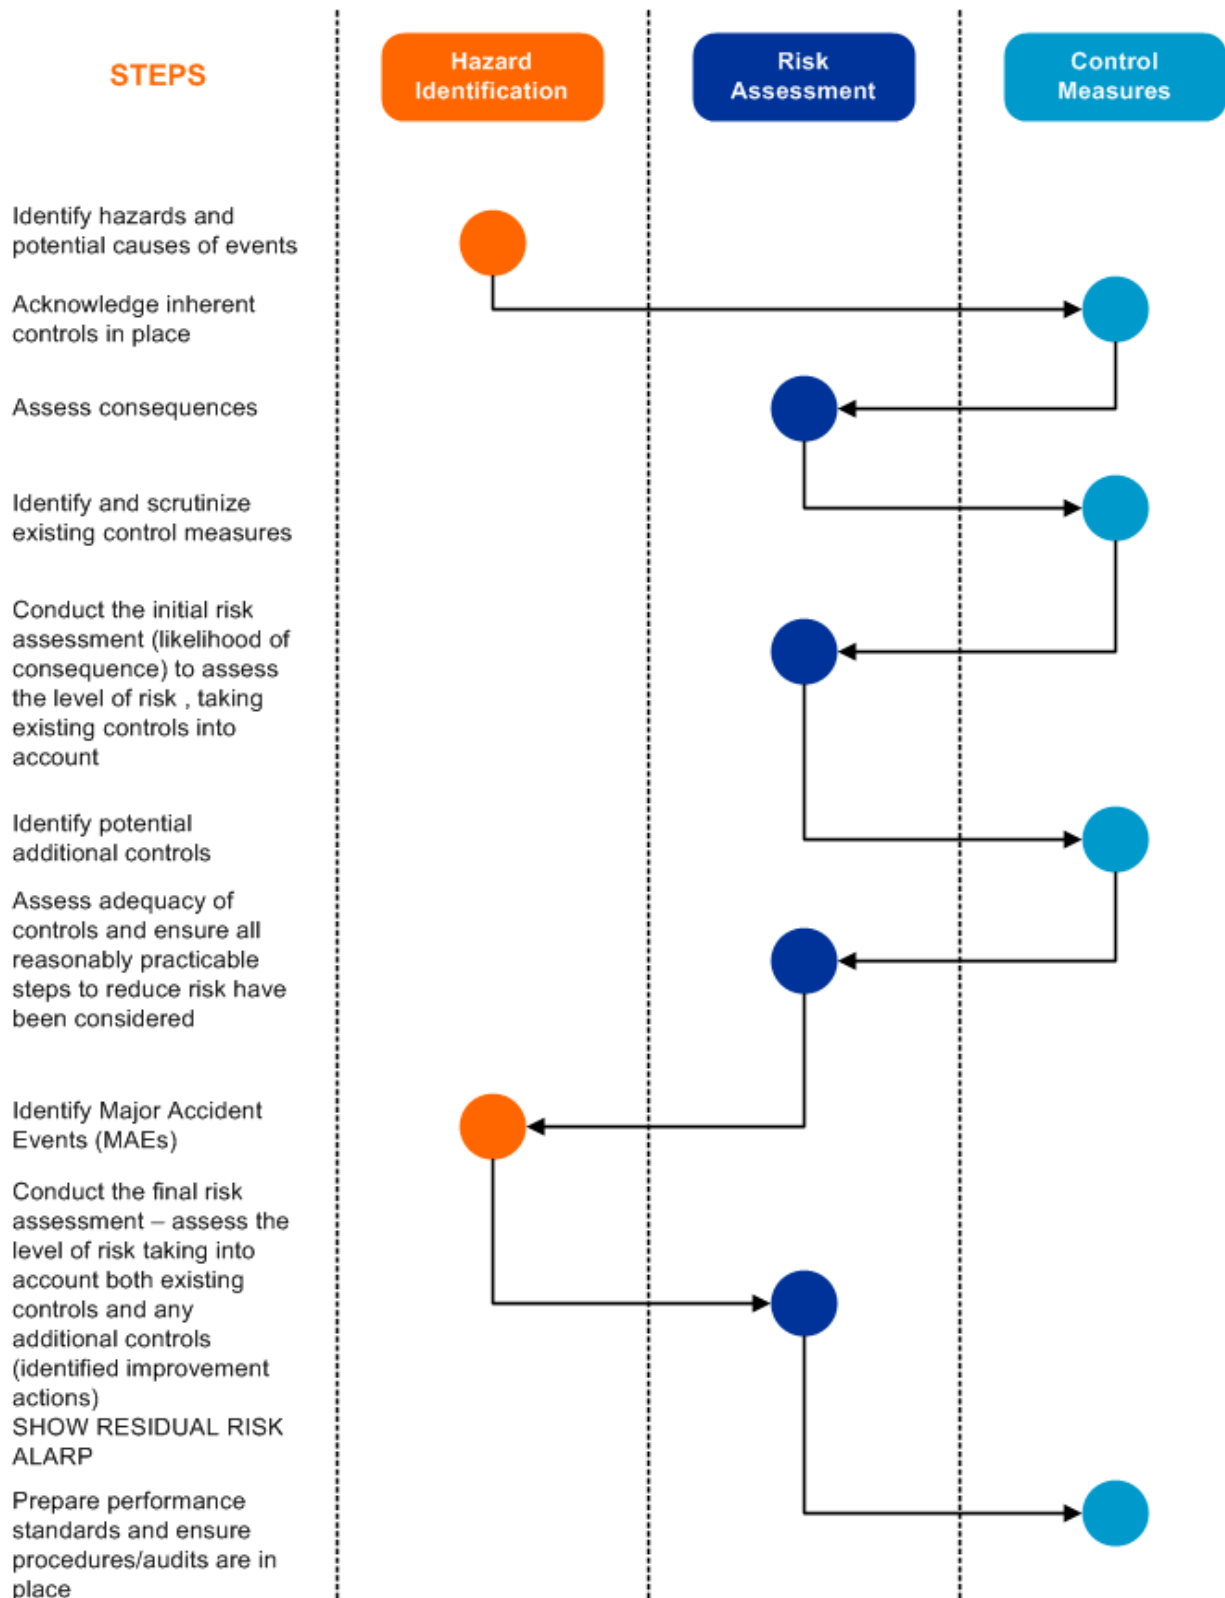 STEPS
Hazard
Identification
Risk
Assessment
Control
Measures
Identify hazards and
potential causes of events
Acknowledge inherent
controls in place
Assess consequences
Identify and scrutinize
existing control measures
Conduct the initial risk
assessment (likelihood of
consequence) to assess
the level of risk , taking
existing controls into
account
Identify potential
additional controls
Assess adequacy of
controls and ensure all
reasonably practicable
steps to reduce risk have
been considered
Identify Major Accident
Events (MAEs)
Conduct the final risk
assessment – assess the
level of risk taking into
account both existing
controls and any
additional controls
(identified improvement
actions)
SHOW RESIDUAL RISK
ALARP
Prepare performance
standards and ensure
procedures/audits are in
place